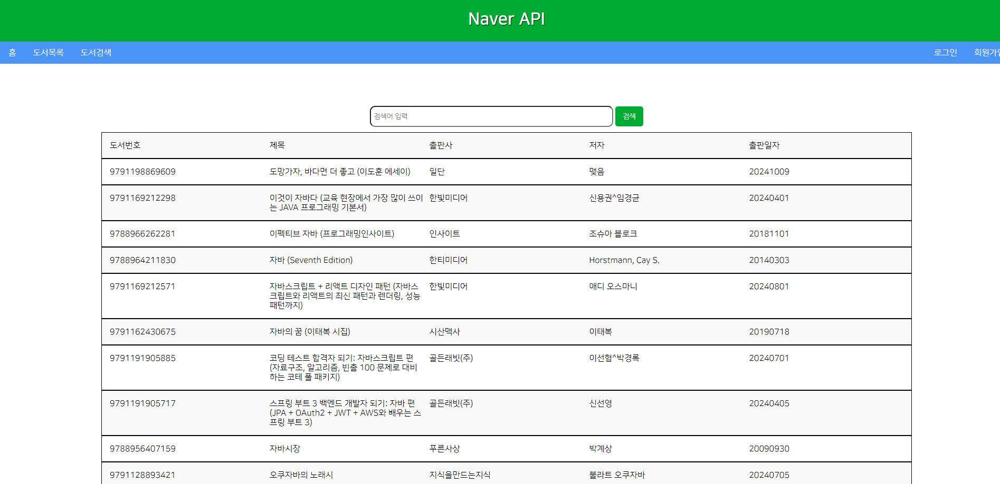 Naver API
홈 도서목록 도서검색 로그인 회원가입
검색어 입력 검색
도서번호 제목 출판사 저자 출판일자
9791198869609 도망가자, 바다면 더 좋고 (이도훈 에세이) 일단 맺음 20241009
9791169212298 이것이 자바다 (교육 현장에서 가장 많이 쓰이 한빛미디어 신용권^임경균 20240401
는 JAVA 프로그래밍 기본서)
9788966262281 이펙티브 자바 (프로그래밍인사이트) 인사이트 조슈아 블로크 20181101
9788964211830 자바 (Seventh Edition) 한티미디어 Horstmann, Cay S. 20140303
9791169212571 자바스크립트 + 리액트 디자인 패턴 (자바스 한빛미디어 애디 오스마니 20240801
크립트와 리액트의 최신 패턴과 렌더링, 성능
패턴까지)
9791162430675 자바의 꿈 (이태복 시집) 시산맥사 이태복 20190718
9791191905885 코딩 테스트 합격자 되기: 자바스크립트 편 골든래빗(주) 이선협^박경록 20240701
(자료구조, 알고리즘, 빈출 100 문제로 대비
하는 코테 풀 패키지)
9791191905717 스프링 부트 3 백엔드 개발자 되기: 자바 편 골든래빗(주) 신선영 20240405
(JPA + OAuth2 + JWT + AWS와 배우는 스
프링 부트 3)
9788956407159 자바시장 푸른사상 박계상 20090930
9791128893421 오쿠자바의 노래시 지식을만드는지식 불라트 오쿠자바 20240705